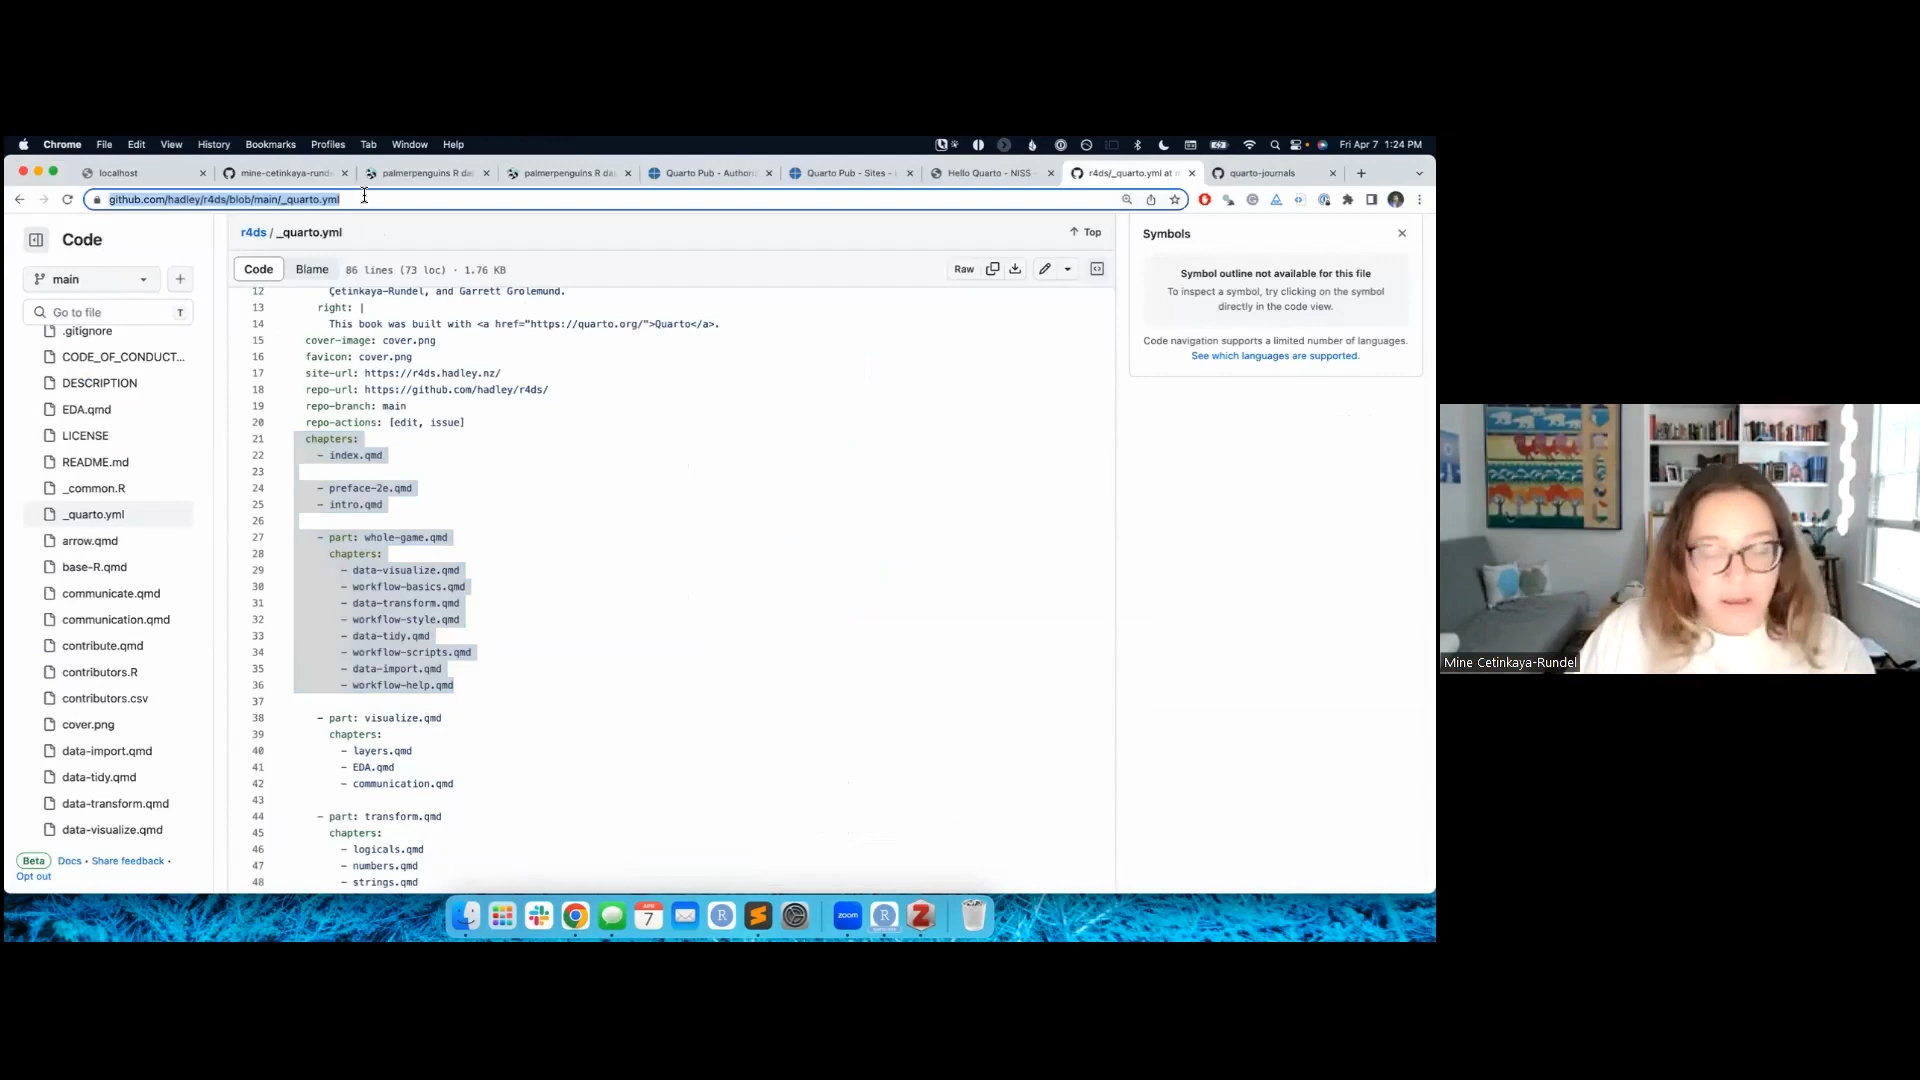 Chrome File Edit View History Bookmarks Profiles Tab Window Help Fri Apr 7 1:24 PM
localhost mine-cetinkaya-runde palmerpenguins R da palmerpenguins R da Quarto Pub - Authori Quarto Pub - Sites - Hello Quarto - NISS r4ds/_quarto.yml at m quarto-journals
github.com/hadley/r4ds/blob/main/_quarto.yml
Code
main
Go to file T
.gitignore
CODE_OF_CONDUCT...
DESCRIPTION
EDA.qmd
LICENSE
README.md
_common.R
_quarto.yml
arrow.qmd
base-R.qmd
communicate.qmd
communication.qmd
contribute.qmd
contributors.R
contributors.csv
cover.png
data-import.qmd
data-tidy.qmd
data-transform.qmd
data-visualize.qmd
Beta Docs • Share feedback •
Opt out
r4ds / _quarto.yml
Top
Code Blame 86 lines (73 loc) · 1.76 KB
Raw
12 Çetinkaya-Rundel, and Garrett Grolemund.
13 right: |
14 This book was built with <a href="https://quarto.org/">Quarto</a>.
15 cover-image: cover.png
16 favicon: cover.png
17 site-url: https://r4ds.hadley.nz/
18 repo-url: https://github.com/hadley/r4ds/
19 repo-branch: main
20 repo-actions: [edit, issue]
21 chapters:
22 - index.qmd
23
24 - preface-2e.qmd
25 - intro.qmd
26
27 - part: whole-game.qmd
28 chapters:
29 - data-visualize.qmd
30 - workflow-basics.qmd
31 - data-transform.qmd
32 - workflow-style.qmd
33 - data-tidy.qmd
34 - workflow-scripts.qmd
35 - data-import.qmd
36 - workflow-help.qmd
37
38 - part: visualize.qmd
39 chapters:
40 - layers.qmd
41 - EDA.qmd
42 - communication.qmd
43
44 - part: transform.qmd
45 chapters:
46 - logicals.qmd
47 - numbers.qmd
48 - strings.qmd
Symbols
Symbol outline not available for this file
To inspect a symbol, try clicking on the symbol
directly in the code view.
Code navigation supports a limited number of languages.
See which languages are supported.
Mine Cetinkaya-Rundel
APR
7
R
zoom
R
Z